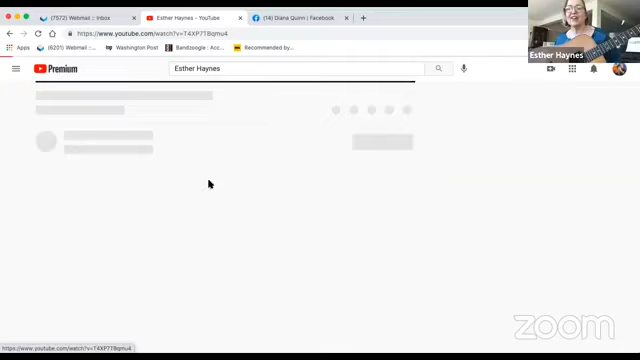 (7572) Webmail :: Inbox
Esther Haynes - YouTube
(14) Diana Quinn | Facebook
https://www.youtube.com/watch?v=T4XP7TBqmu4
Apps
(6201) Webmail ::...
Washington Post
Bandzoogle : Acc...
Recommended by...
Premium
Esther Haynes
Esther Haynes
zoom
https://www.youtube.com/watch?v=T4XP7TBqmu4